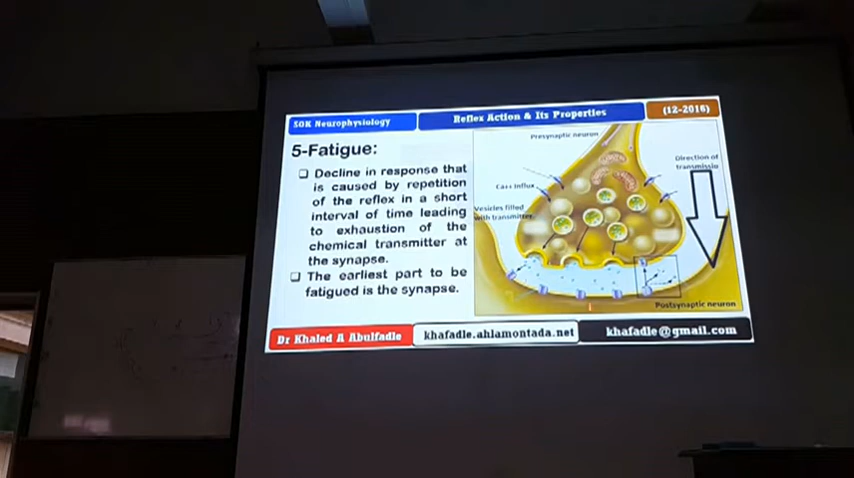 SOK Neurophysiology
Reflex Action & Its Properties
(12-2016)
5-Fatigue:
❑ Decline in response that
is caused by repetition
of the reflex in a short
interval of time leading
to exhaustion of the
chemical transmitter at
the synapse.
❑ The earliest part to be
fatigued is the synapse.
Presynaptic neuron
Direction of
transmissio
Ca++ Influx
Vesicles filled
with transmitter
Postsynaptic neuron
Dr Khaled A Abulfadle
khafadle.ahlamontada.net
khafadle@gmail.com